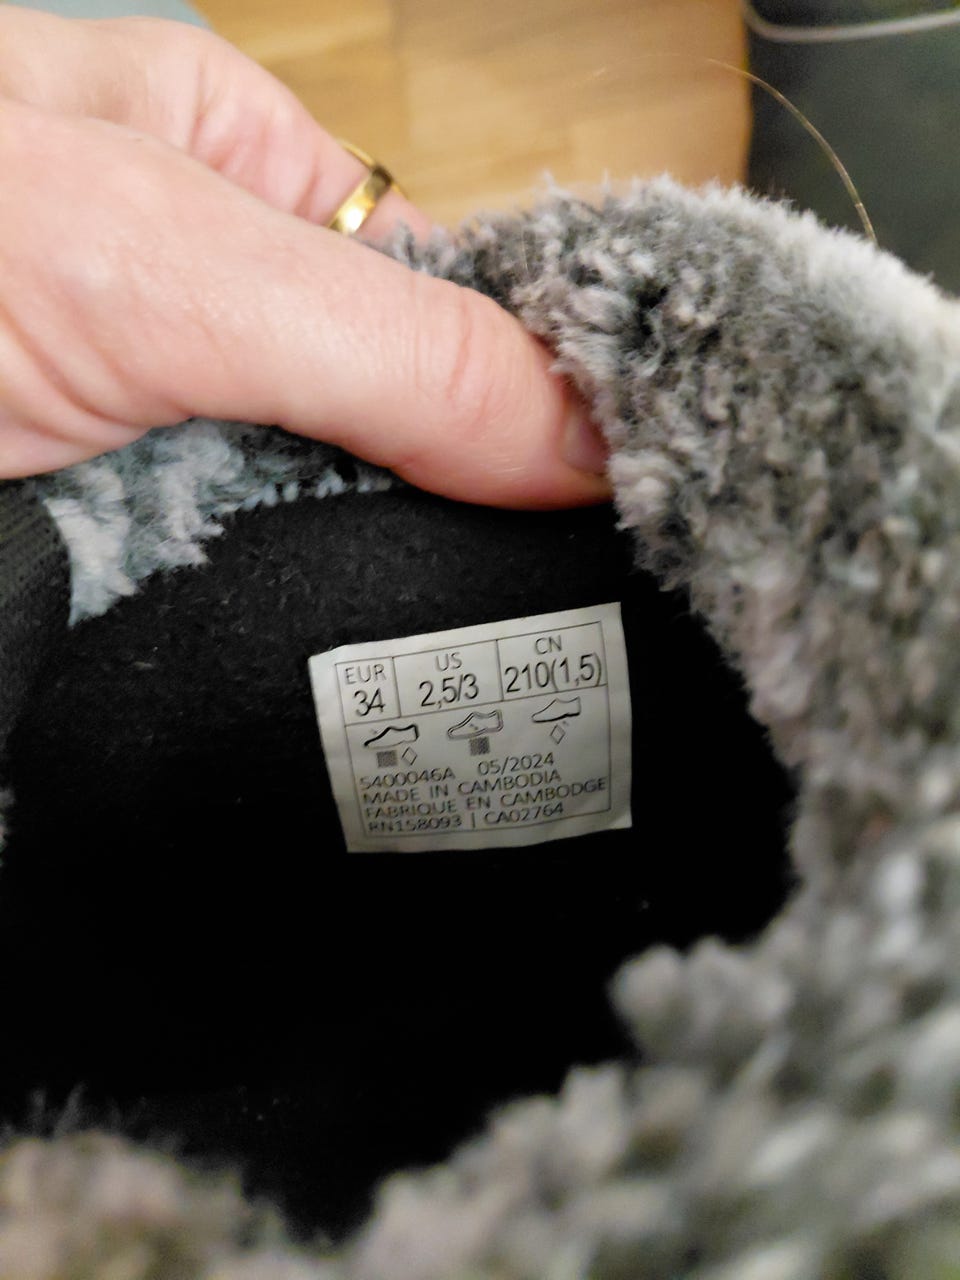 EUR US CN
34 2,5/3 210(1,5)
5400046A 05/2024
MADE IN CAMBODIA
FABRIQUE EN CAMBODGE
RN158093 | CA02764